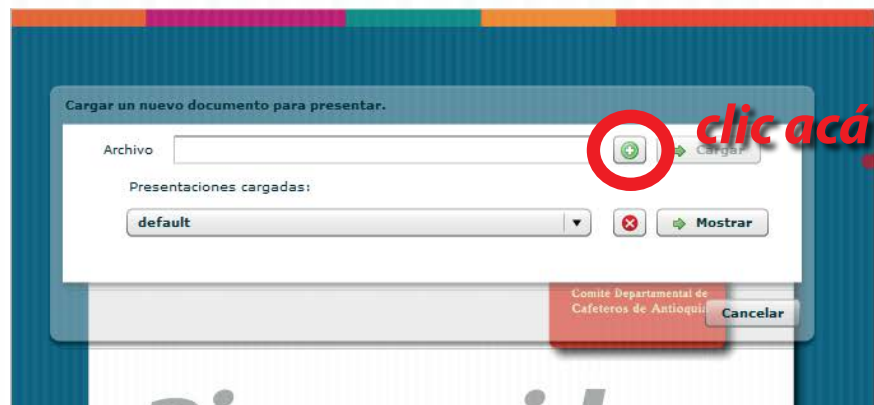 Cargar un nuevo documento para presentar.
clic acá
Archivo
Cargar
Presentaciones cargadas:
default
Mostrar
Comité Departamental de
Cafeteros de Antioquia
Cancelar